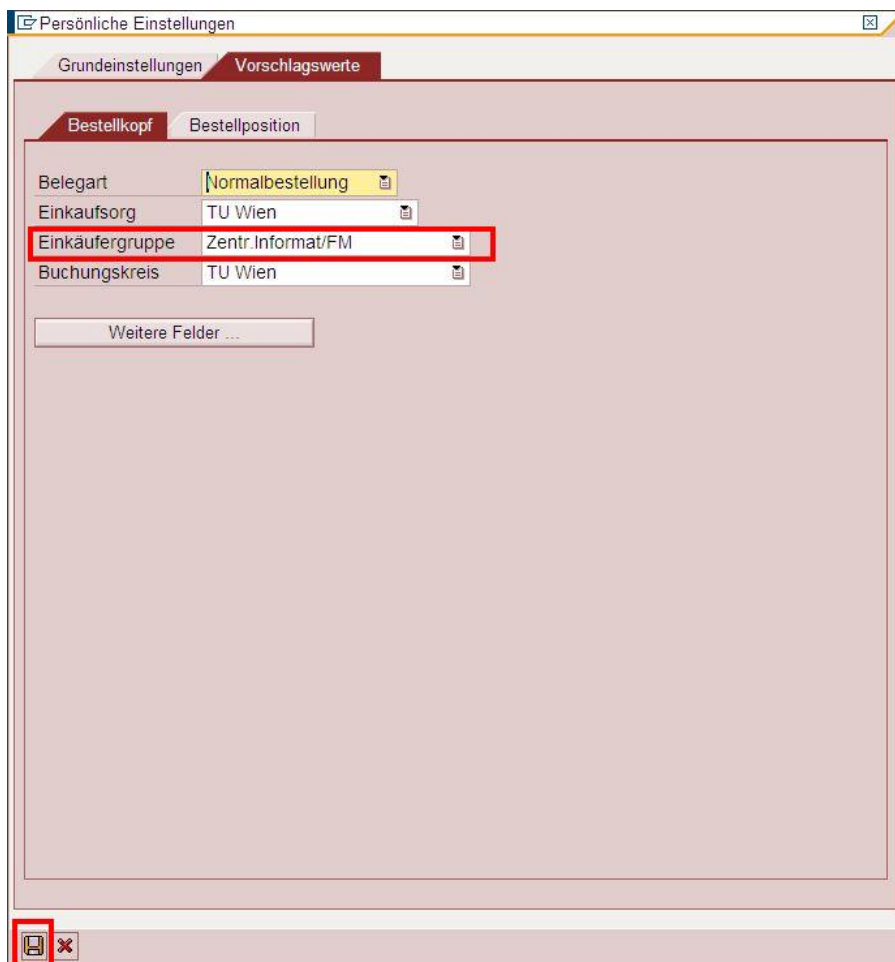 Persönliche Einstellungen
Grundeinstellungen Vorschlagswerte
Bestellkopf Bestellposition
Belegart Normalbestellung
Einkaufsorg TU Wien
Einkäufergruppe Zentr.Informat/FM
Buchungskreis TU Wien
Weitere Felder ...